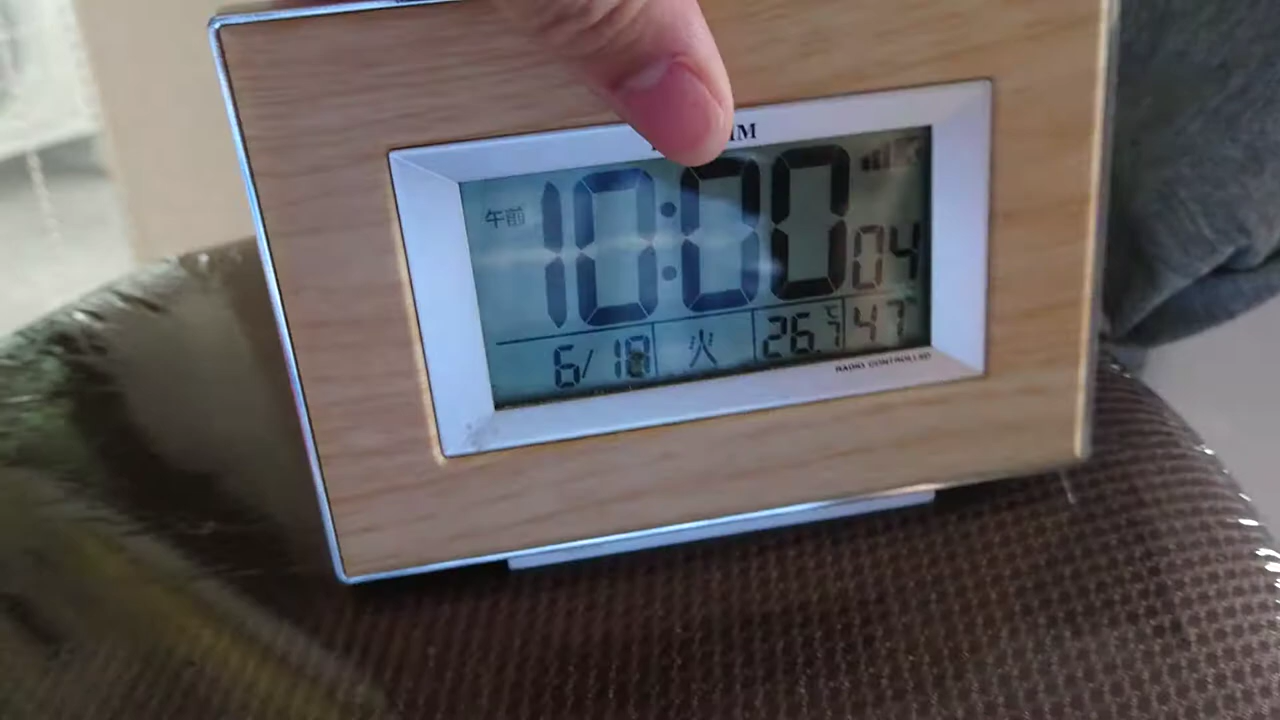 午前 10:00 04
6/18 火 26.7℃ 47
RADIO CONTROLLED